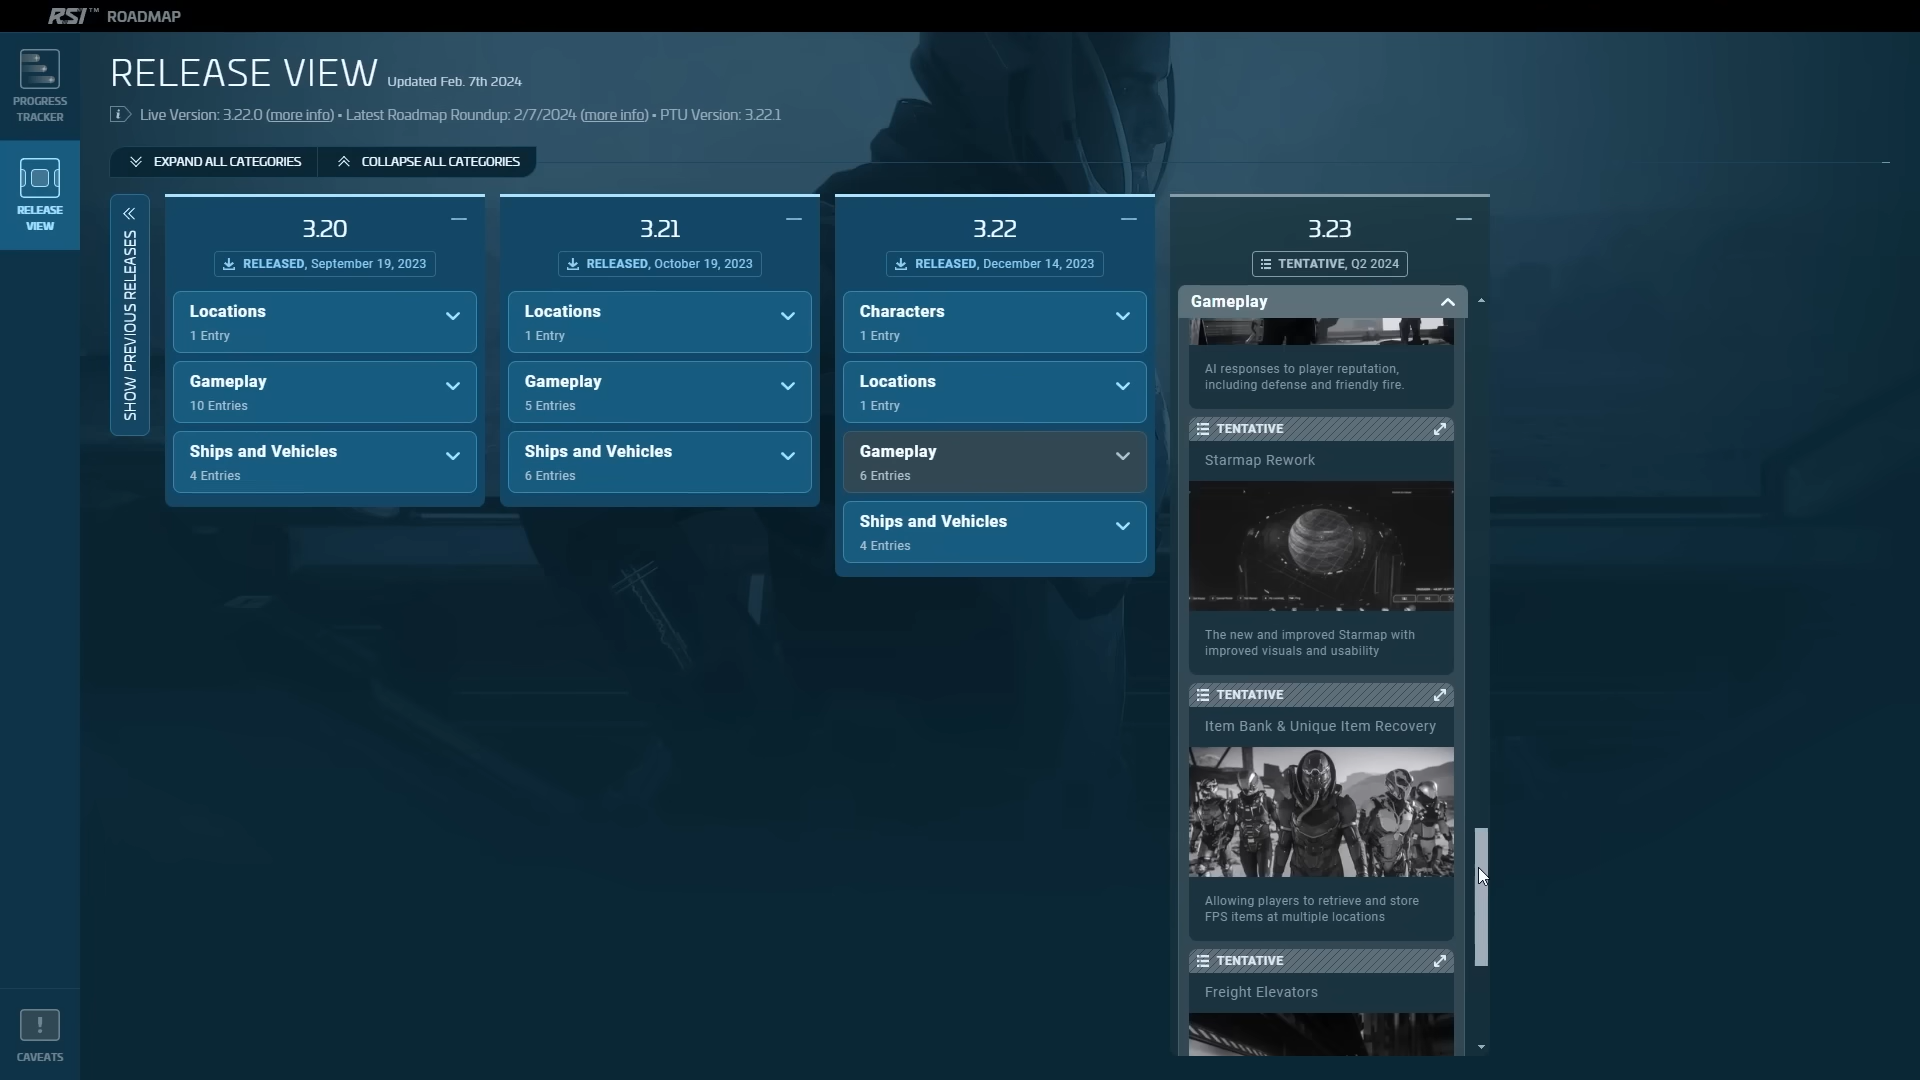 RSI™ ROADMAP
PROGRESS
TRACKER
RELEASE
VIEW
CAVEATS
RELEASE VIEW Updated Feb. 7th 2024
Live Version: 3.22.0 (more info) • Latest Roadmap Roundup: 2/7/2024 (more info) • PTU Version: 3.22.1
EXPAND ALL CATEGORIES
COLLAPSE ALL CATEGORIES
SHOW PREVIOUS RELEASES
3.20
RELEASED, September 19, 2023
Locations
1 Entry
Gameplay
10 Entries
Ships and Vehicles
4 Entries
3.21
RELEASED, October 19, 2023
Locations
1 Entry
Gameplay
5 Entries
Ships and Vehicles
6 Entries
3.22
RELEASED, December 14, 2023
Characters
1 Entry
Locations
1 Entry
Gameplay
6 Entries
Ships and Vehicles
4 Entries
3.23
TENTATIVE, Q2 2024
Gameplay
AI responses to player reputation,
including defense and friendly fire.
TENTATIVE
Starmap Rework
The new and improved Starmap with
improved visuals and usability
TENTATIVE
Item Bank & Unique Item Recovery
Allowing players to retrieve and store
FPS items at multiple locations
TENTATIVE
Freight Elevators